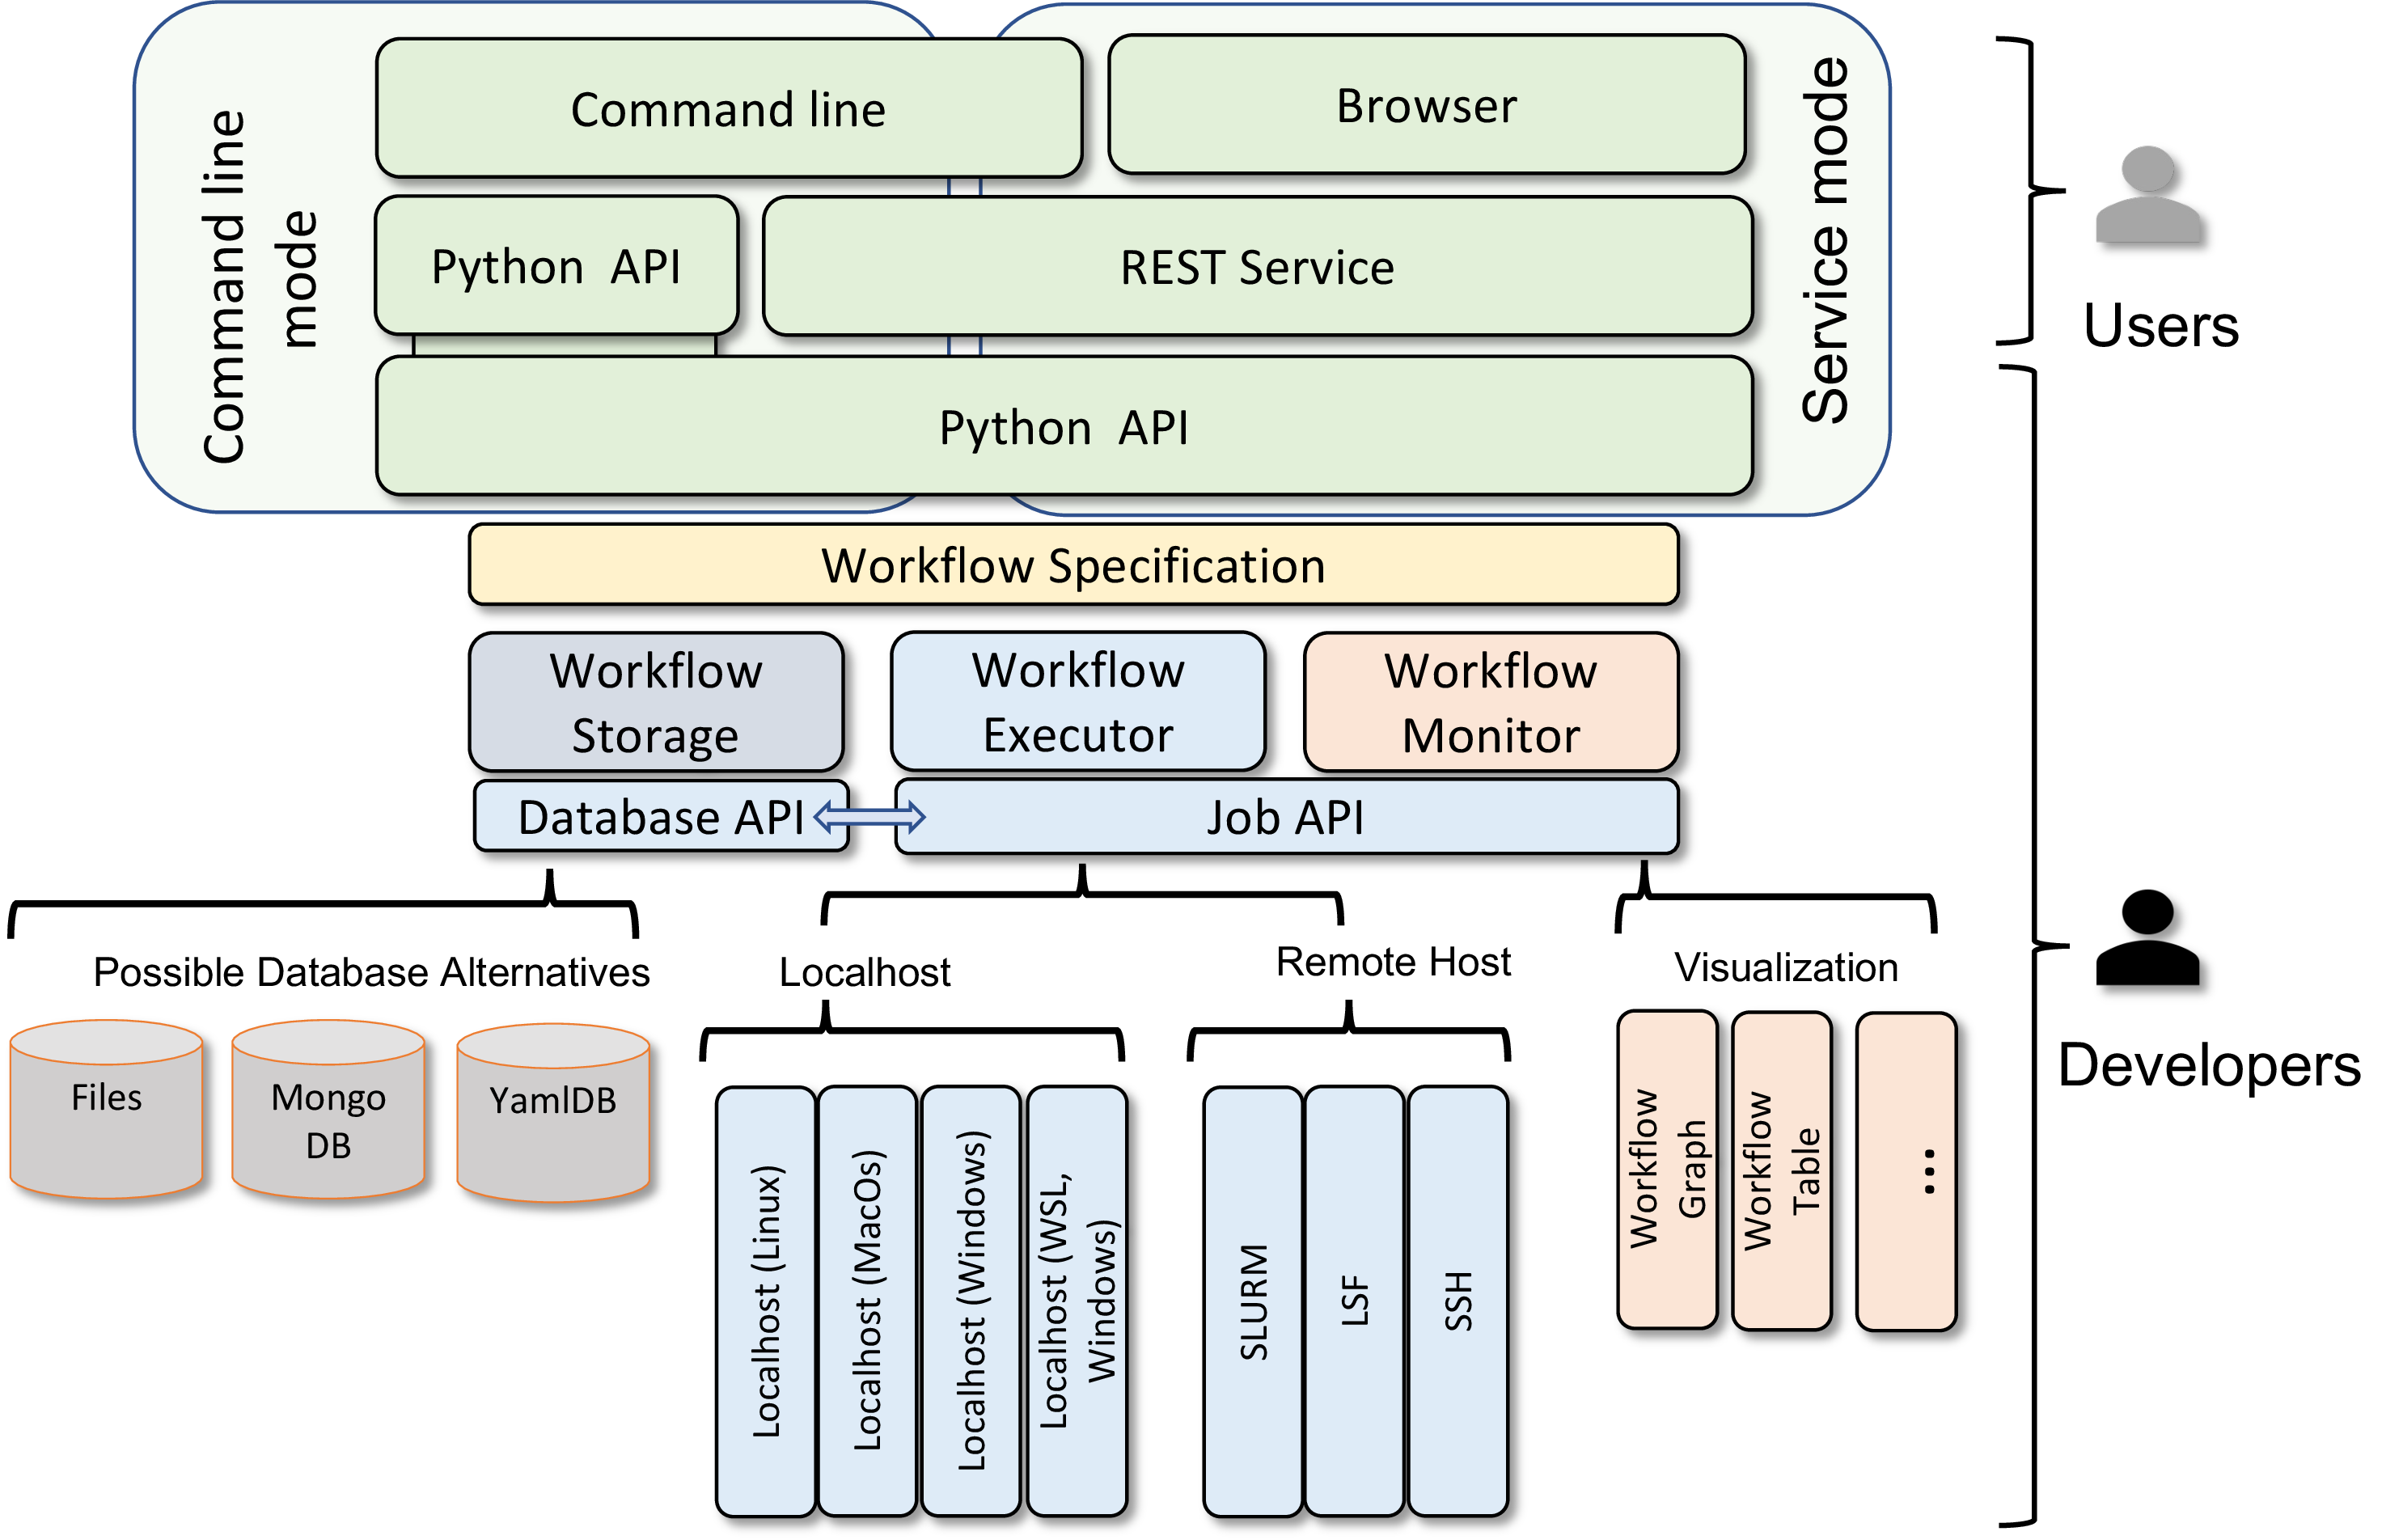 Command line
mode
Command line
Browser
Service mode
Python API
REST Service
Python API
Users
Workflow Specification
Workflow
Storage
Workflow
Executor
Workflow
Monitor
Database API
Job API
Possible Database Alternatives
Localhost
Remote Host
Visualization
Developers
Files
Mongo
DB
YamlDB
Localhost (Linux)
Localhost (MacOs)
Localhost (Windows)
Localhost (WSL,
Windows)
SLURM
LSF
SSH
Workflow
Graph
Workflow
Table
...